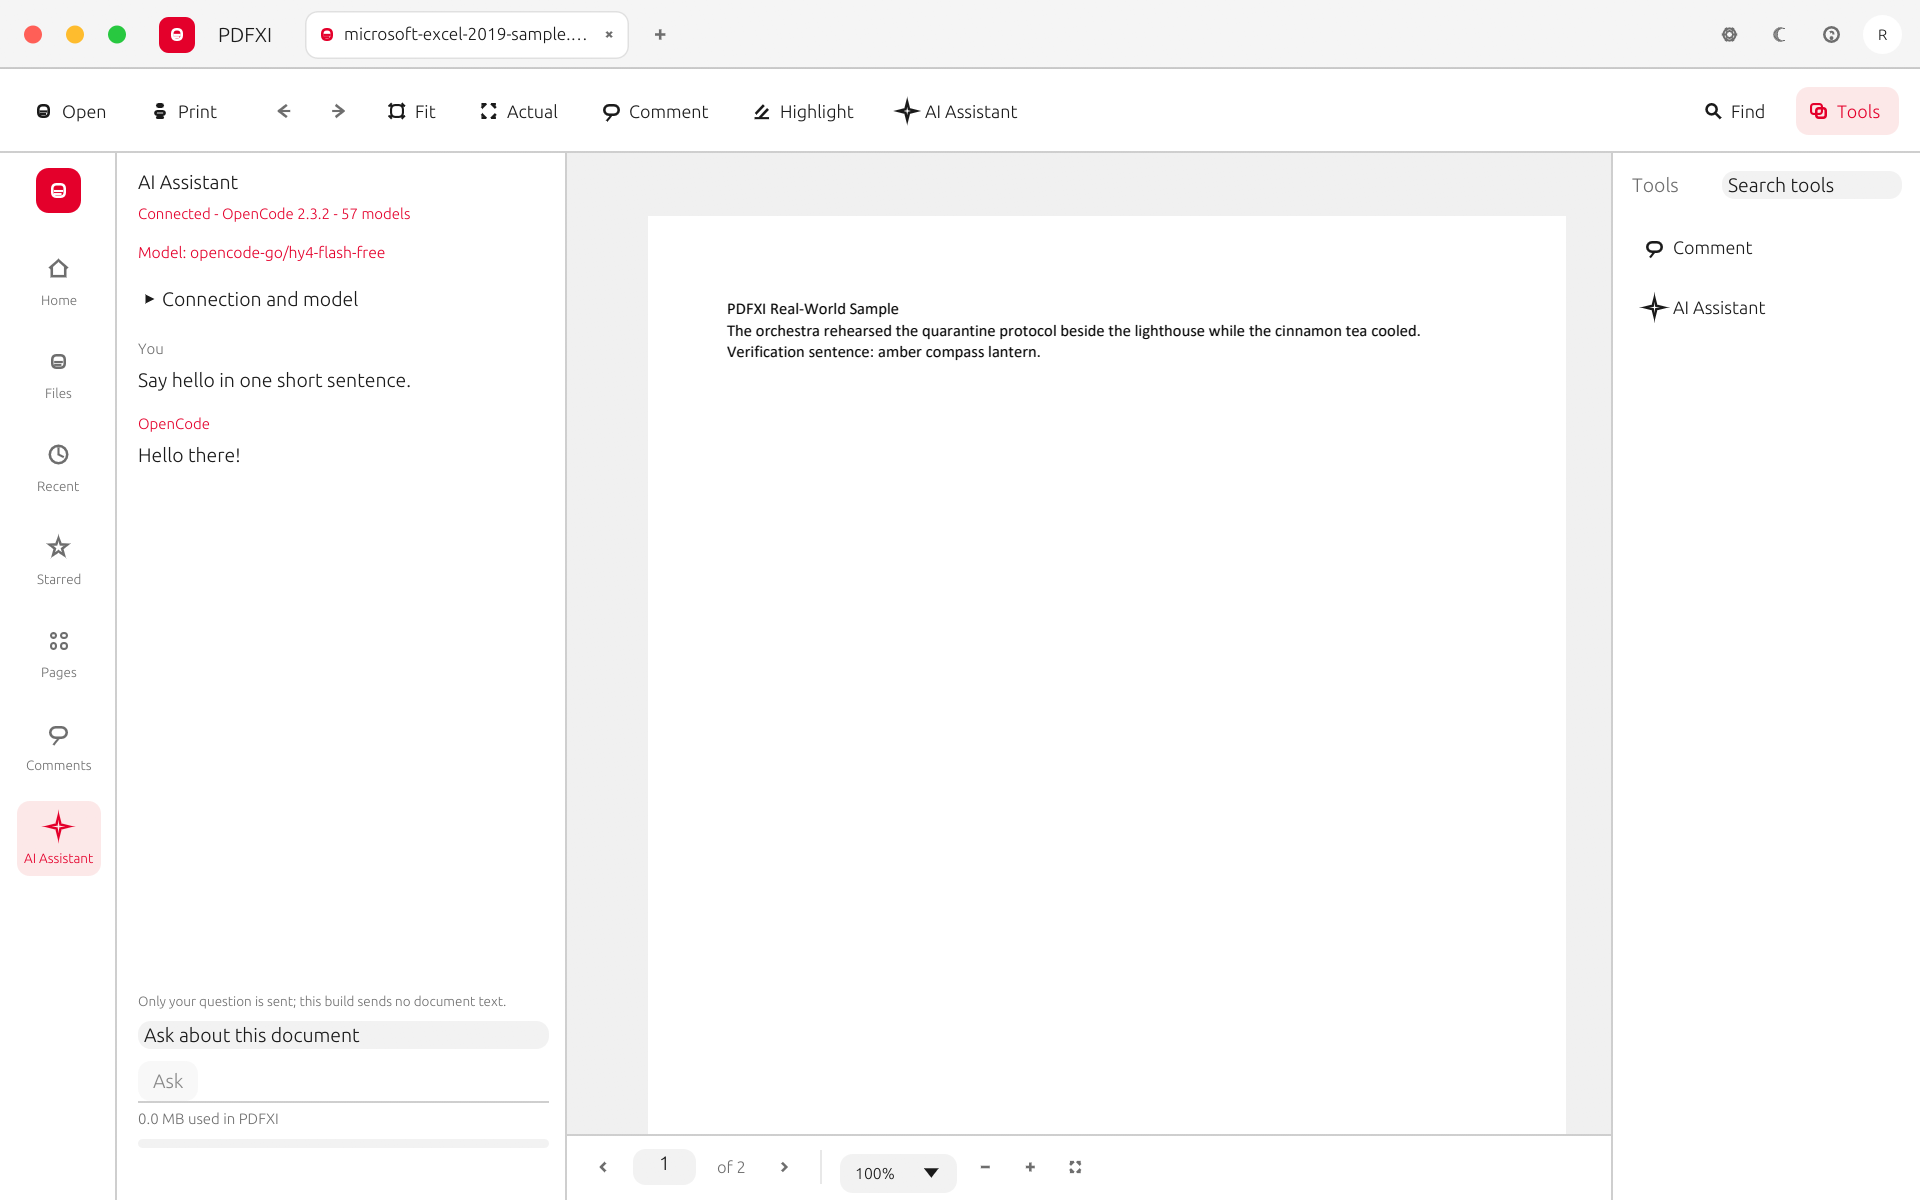 PDFXI
microsoft-excel-2019-sample....
R
Open
Print
Fit
Actual
Comment
Highlight
AI Assistant
Find
Tools
Home
Files
Recent
Starred
Pages
Comments
AI Assistant
AI Assistant
Connected - OpenCode 2.3.2 - 57 models
Model: opencode-go/hy4-flash-free
Connection and model
You
Say hello in one short sentence.
OpenCode
Hello there!
Only your question is sent; this build sends no document text.
Ask about this document
Ask
0.0 MB used in PDFXI
PDFXI Real-World Sample
The orchestra rehearsed the quarantine protocol beside the lighthouse while the cinnamon tea cooled.
Verification sentence: amber compass lantern.
1
of 2
100%
Tools
Search tools
Comment
AI Assistant